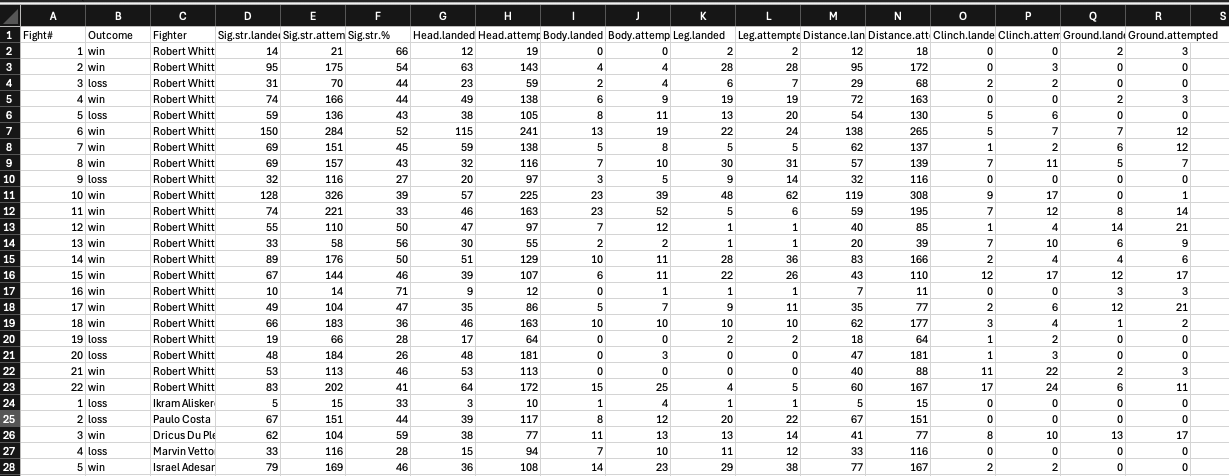 A B C D E F G H I J K L M N O P Q R S
1 Fight# Outcome Fighter Sig.str.lande Sig.str.attem Sig.str.% Head.landed Head.attemp Body.landed Body.attemp Leg.landed Leg.attempte Distance.lan Distance.att Clinch.lande Clinch.attem Ground.land Ground.attempted
2 1 win Robert Whitt 14 21 66 12 19 0 0 2 2 12 18 0 0 2 3
3 2 win Robert Whitt 95 175 54 63 143 4 4 28 28 95 172 0 3 0 0
4 3 loss Robert Whitt 31 70 44 23 59 2 4 6 7 29 68 2 2 0 0
5 4 win Robert Whitt 74 166 44 49 138 6 9 19 19 72 163 0 0 2 3
6 5 loss Robert Whitt 59 136 43 38 105 8 11 13 20 54 130 5 6 0 0
7 6 win Robert Whitt 150 284 52 115 241 13 19 22 24 138 265 5 7 7 12
8 7 win Robert Whitt 69 151 45 59 138 5 8 5 5 62 137 1 2 6 12
9 8 win Robert Whitt 69 157 43 32 116 7 10 30 31 57 139 7 11 5 7
10 9 loss Robert Whitt 32 116 27 20 97 3 5 9 14 32 116 0 0 0 0
11 10 win Robert Whitt 128 326 39 57 225 23 39 48 62 119 308 9 17 0 1
12 11 win Robert Whitt 74 221 33 46 163 23 52 5 6 59 195 7 12 8 14
13 12 win Robert Whitt 55 110 50 47 97 7 12 1 1 40 85 1 4 14 21
14 13 win Robert Whitt 33 58 56 30 55 2 2 1 1 20 39 7 10 6 9
15 14 win Robert Whitt 89 176 50 51 129 10 11 28 36 83 166 2 4 4 6
16 15 win Robert Whitt 67 144 46 39 107 6 11 22 26 43 110 12 17 12 17
17 16 win Robert Whitt 10 14 71 9 12 0 1 1 1 7 11 0 0 3 3
18 17 win Robert Whitt 49 104 47 35 86 5 7 9 11 35 77 2 6 12 21
19 18 win Robert Whitt 66 183 36 46 163 10 10 10 10 62 177 3 4 1 2
20 19 loss Robert Whitt 19 66 28 17 64 0 0 2 2 18 64 1 2 0 0
21 20 loss Robert Whitt 48 184 26 48 181 0 3 0 0 47 181 1 3 0 0
22 21 win Robert Whitt 53 113 46 53 113 0 0 0 0 40 88 11 22 2 3
23 22 win Robert Whitt 83 202 41 64 172 15 25 4 5 60 167 17 24 6 11
24 1 loss Ikram Alisker 5 15 33 3 10 1 4 1 1 5 15 0 0 0 0
25 2 loss Paulo Costa 67 151 44 39 117 8 12 20 22 67 151 0 0 0 0
26 3 win Dricus Du Ple 62 104 59 38 77 11 13 13 14 41 77 8 10 13 17
27 4 loss Marvin Vetto 33 116 28 15 94 7 10 11 12 33 116 0 0 0 0
28 5 win Israel Adesar 79 169 46 36 108 14 23 29 38 77 167 2 2 0 0